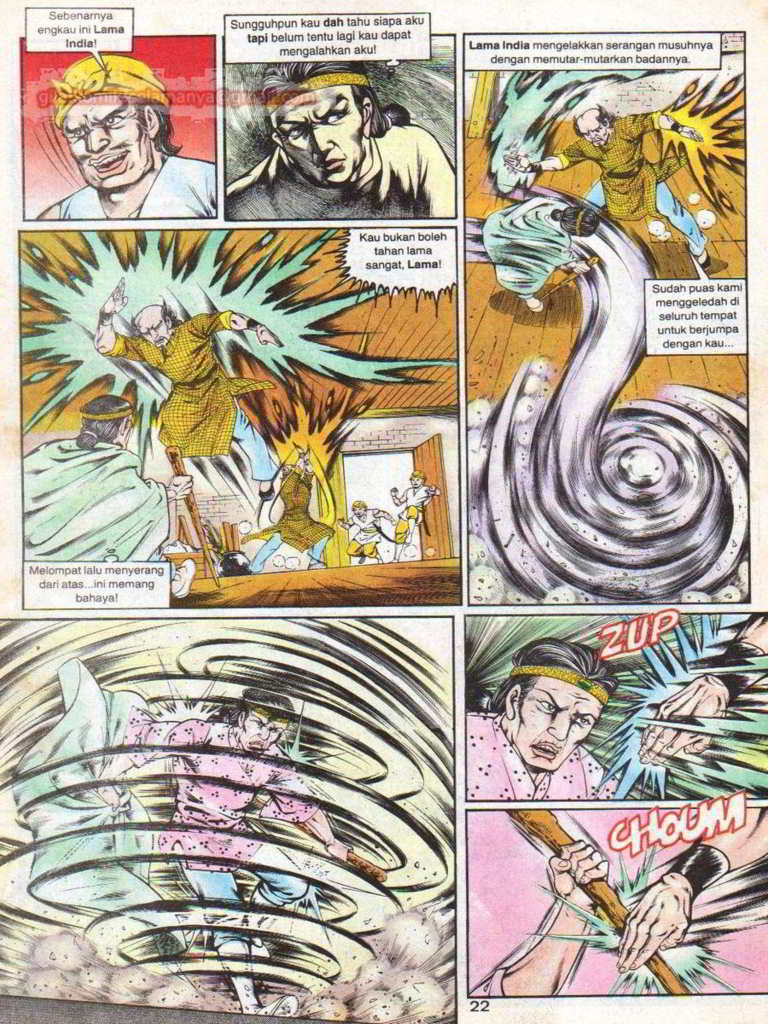 Sebenarnya
engkau ini Lama
India!
Sungguhpun kau dah tahu siapa aku
tapi belum tentu lagi kau dapat
mengalahkan aku!
Lama India mengelakkan serangan musuhnya
dengan memutar-mutarkan badannya.
Kau bukan boleh
tahan lama
sangat, Lama!
Sudah puas kami
menggeledah di
seluruh tempat
untuk berjumpa
dengan kau...
Melompat lalu menyerang
dari atas...ini memang
bahaya!
ZUP
CHOUM
22